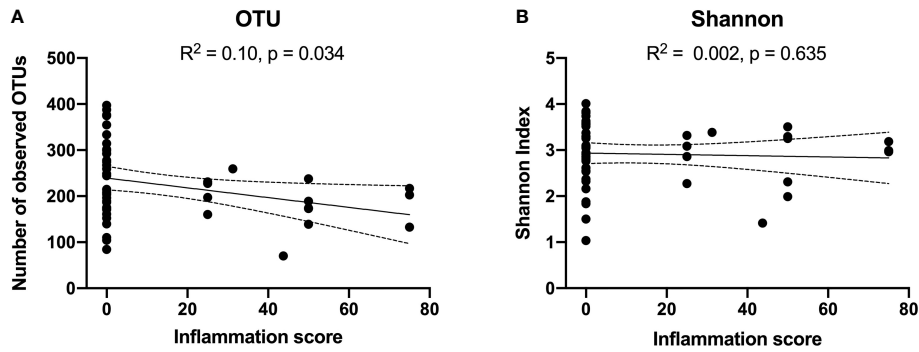 A
OTU
R² = 0.10, p = 0.034
Number of observed OTUs
500
400
300
200
100
0
0 20 40 60 80
Inflammation score
B
Shannon
R² = 0.002, p = 0.635
Shannon Index
5
4
3
2
1
0
0 20 40 60 80
Inflammation score